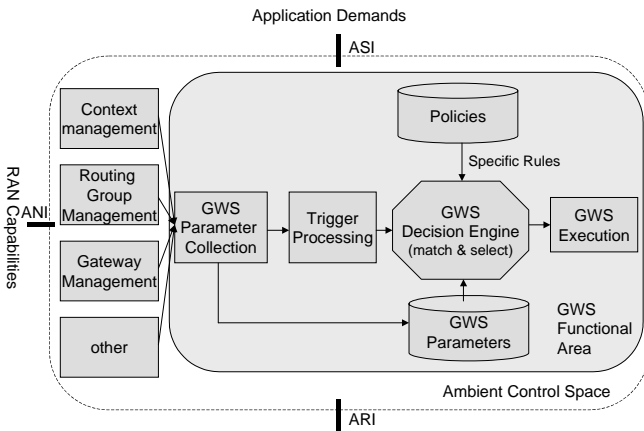 Application Demands
ASI
Context
management
Policies
Specific Rules
RAN Capabilities
ANI
Routing
Group
Management
GWS
Parameter
Collection
Trigger
Processing
GWS
Decision Engine
(match & select)
GWS
Execution
Gateway
Management
other
GWS
Parameters
GWS
Functional
Area
Ambient Control Space
ARI